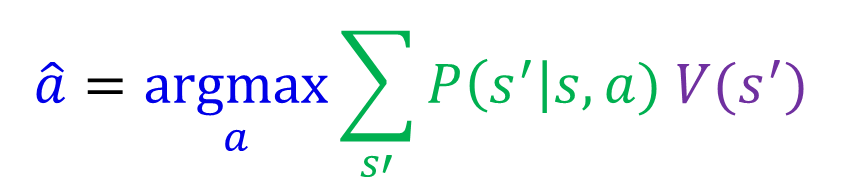 â = argmax ∑ P(s′|s, a) V(s′)
a s′